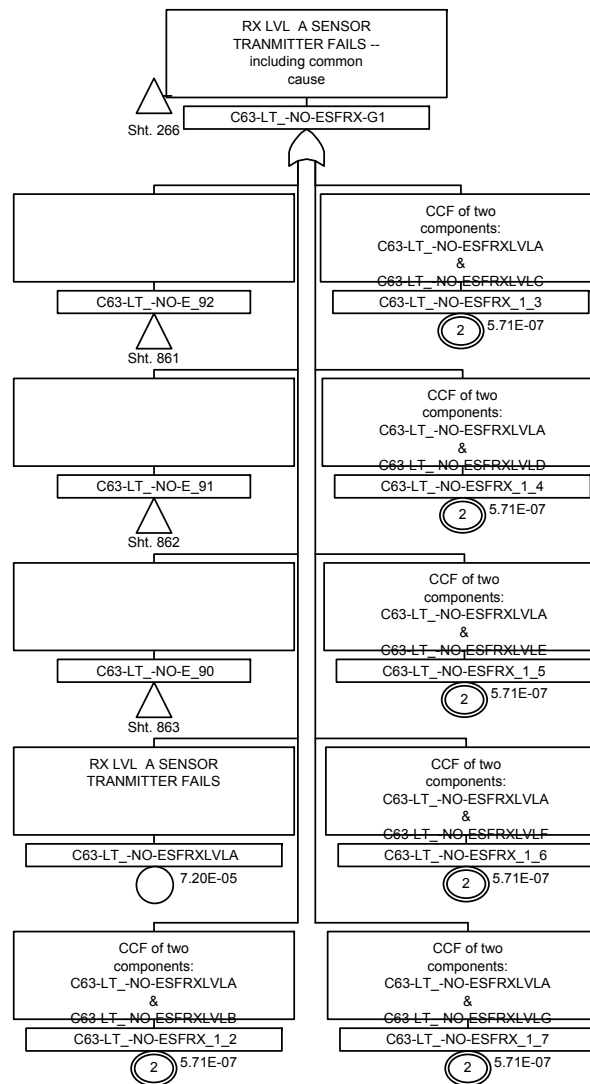 RX LVL A SENSOR
TRANMITTER FAILS --
including common
cause
Sht. 266
C63-LT_-NO-ESFRX-G1
C63-LT_-NO-E_92
Sht. 861
CCF of two
components:
C63-LT_-NO-ESFRXLVLA
&
C63-LT_-NO-ESFRXLVLC
C63-LT_-NO-ESFRX_1_3
2
5.71E-07
C63-LT_-NO-E_91
Sht. 862
CCF of two
components:
C63-LT_-NO-ESFRXLVLA
&
C63-LT_-NO-ESFRXLVLD
C63-LT_-NO-ESFRX_1_4
2
5.71E-07
C63-LT_-NO-E_90
Sht. 863
CCF of two
components:
C63-LT_-NO-ESFRXLVLA
&
C63-LT_-NO-ESFRXLVLE
C63-LT_-NO-ESFRX_1_5
2
5.71E-07
RX LVL A SENSOR
TRANMITTER FAILS
C63-LT_-NO-ESFRXLVLA
7.20E-05
CCF of two
components:
C63-LT_-NO-ESFRXLVLA
&
C63-LT_-NO-ESFRXLVLF
C63-LT_-NO-ESFRX_1_6
2
5.71E-07
CCF of two
components:
C63-LT_-NO-ESFRXLVLA
&
C63-LT_-NO-ESFRXLVLB
C63-LT_-NO-ESFRX_1_2
2
5.71E-07
CCF of two
components:
C63-LT_-NO-ESFRXLVLA
&
C63-LT_-NO-ESFRXLVLG
C63-LT_-NO-ESFRX_1_7
2
5.71E-07